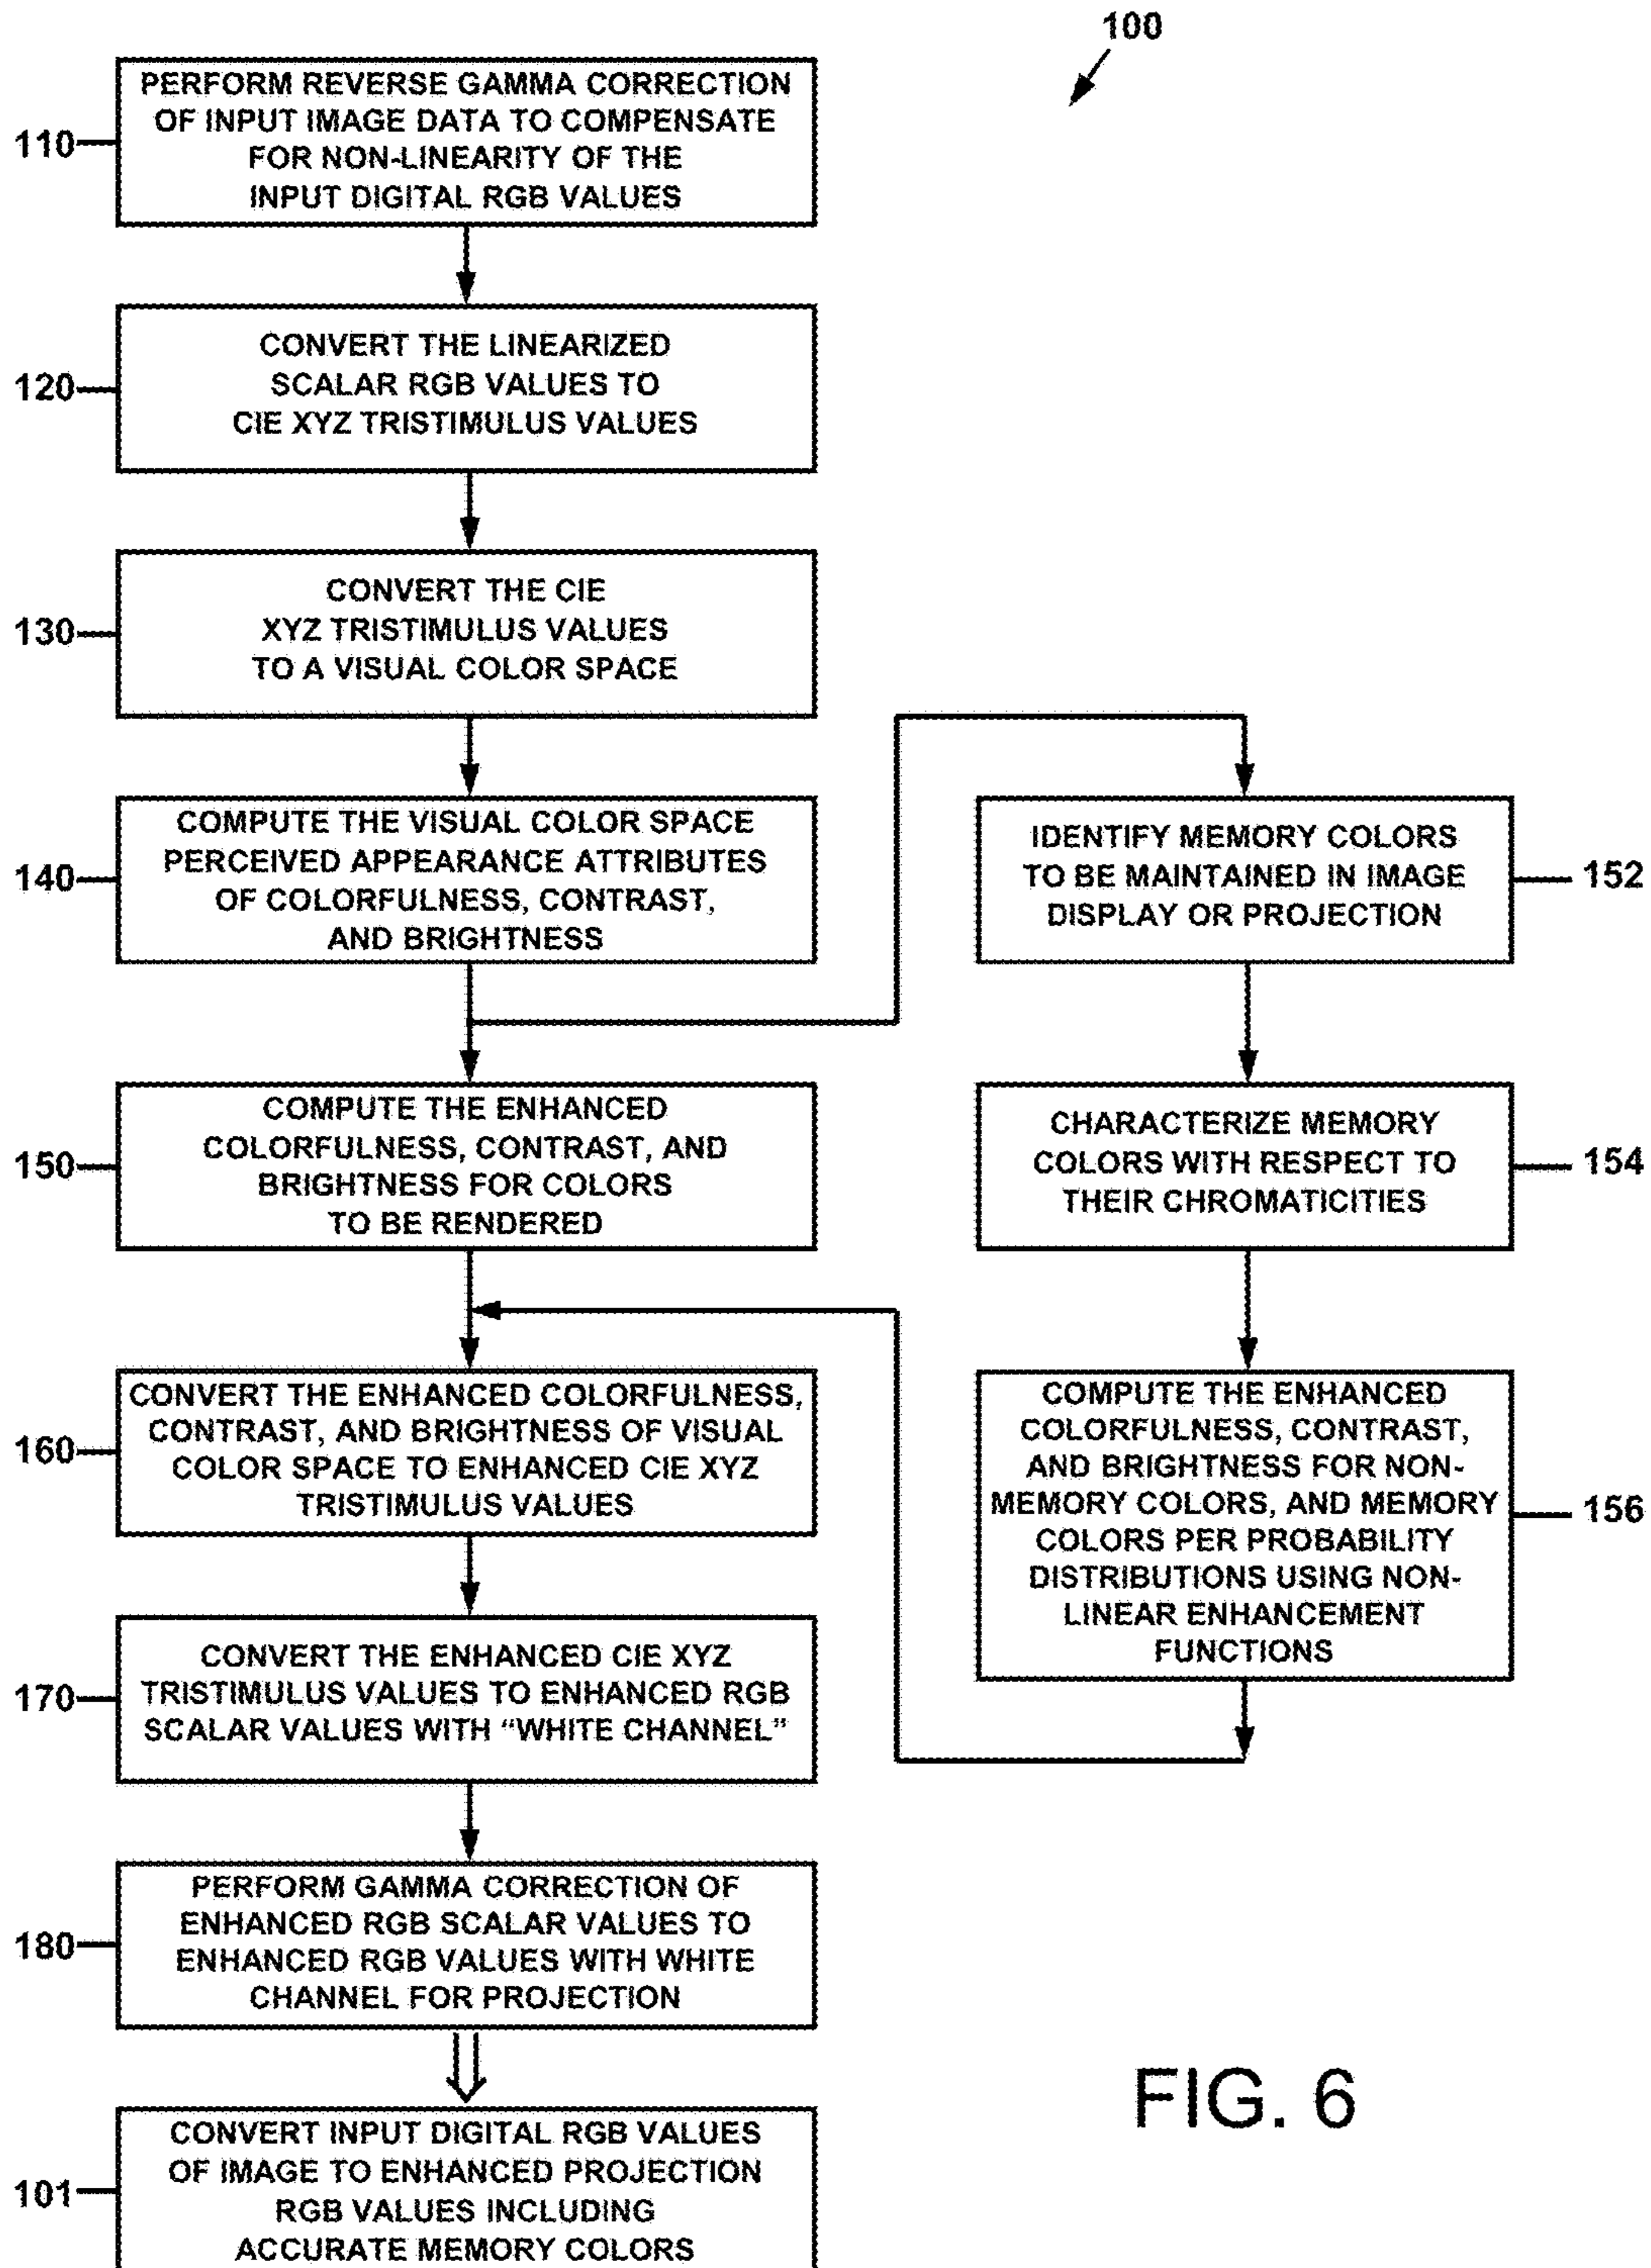 100
110
PERFORM REVERSE GAMMA CORRECTION
OF INPUT IMAGE DATA TO COMPENSATE
FOR NON-LINEARITY OF THE
INPUT DIGITAL RGB VALUES
120
CONVERT THE LINEARIZED
SCALAR RGB VALUES TO
CIE XYZ TRISTIMULUS VALUES
130
CONVERT THE CIE
XYZ TRISTIMULUS VALUES
TO A VISUAL COLOR SPACE
140
COMPUTE THE VISUAL COLOR SPACE
PERCEIVED APPEARANCE ATTRIBUTES
OF COLORFULNESS, CONTRAST,
AND BRIGHTNESS
150
COMPUTE THE ENHANCED
COLORFULNESS, CONTRAST, AND
BRIGHTNESS FOR COLORS
TO BE RENDERED
IDENTIFY MEMORY COLORS
TO BE MAINTAINED IN IMAGE
DISPLAY OR PROJECTION
152
CHARACTERIZE MEMORY
COLORS WITH RESPECT TO
THEIR CHROMATICITIES
154
COMPUTE THE ENHANCED
COLORFULNESS, CONTRAST,
AND BRIGHTNESS FOR NON-
MEMORY COLORS, AND MEMORY
COLORS PER PROBABILITY
DISTRIBUTIONS USING NON-
LINEAR ENHANCEMENT
FUNCTIONS
156
160
CONVERT THE ENHANCED COLORFULNESS,
CONTRAST, AND BRIGHTNESS OF VISUAL
COLOR SPACE TO ENHANCED CIE XYZ
TRISTIMULUS VALUES
170
CONVERT THE ENHANCED CIE XYZ
TRISTIMULUS VALUES TO ENHANCED RGB
SCALAR VALUES WITH “WHITE CHANNEL”
180
PERFORM GAMMA CORRECTION OF
ENHANCED RGB SCALAR VALUES TO
ENHANCED RGB VALUES WITH WHITE
CHANNEL FOR PROJECTION
101
CONVERT INPUT DIGITAL RGB VALUES
OF IMAGE TO ENHANCED PROJECTION
RGB VALUES INCLUDING
ACCURATE MEMORY COLORS
FIG. 6